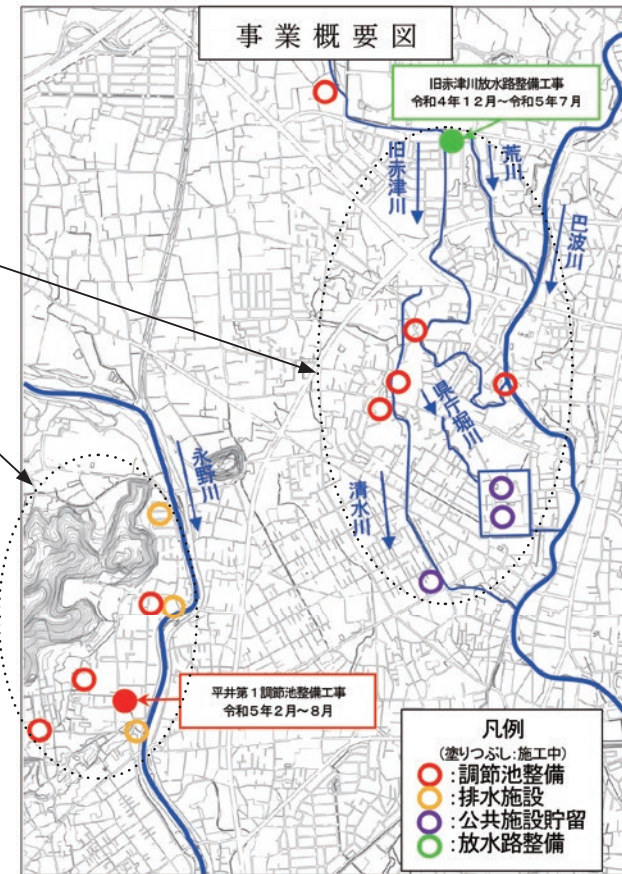 事業概要図
旧赤津川放水路整備工事
令和4年12月～令和5年7月
旧赤津川
荒川
巴波川
県庁堀川
清水川
永野川
平井第1調節池整備工事
令和5年2月～8月
凡例
(塗りつぶし:施工中)
:調節池整備
:排水施設
:公共施設貯留
:放水路整備